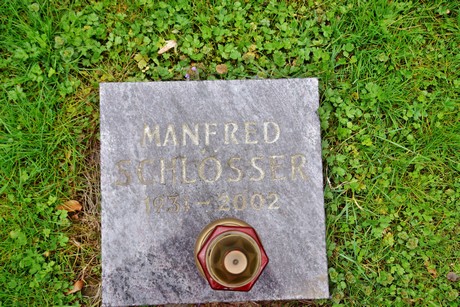 MANFRED
SCHLÖSSER
1931 - 2002